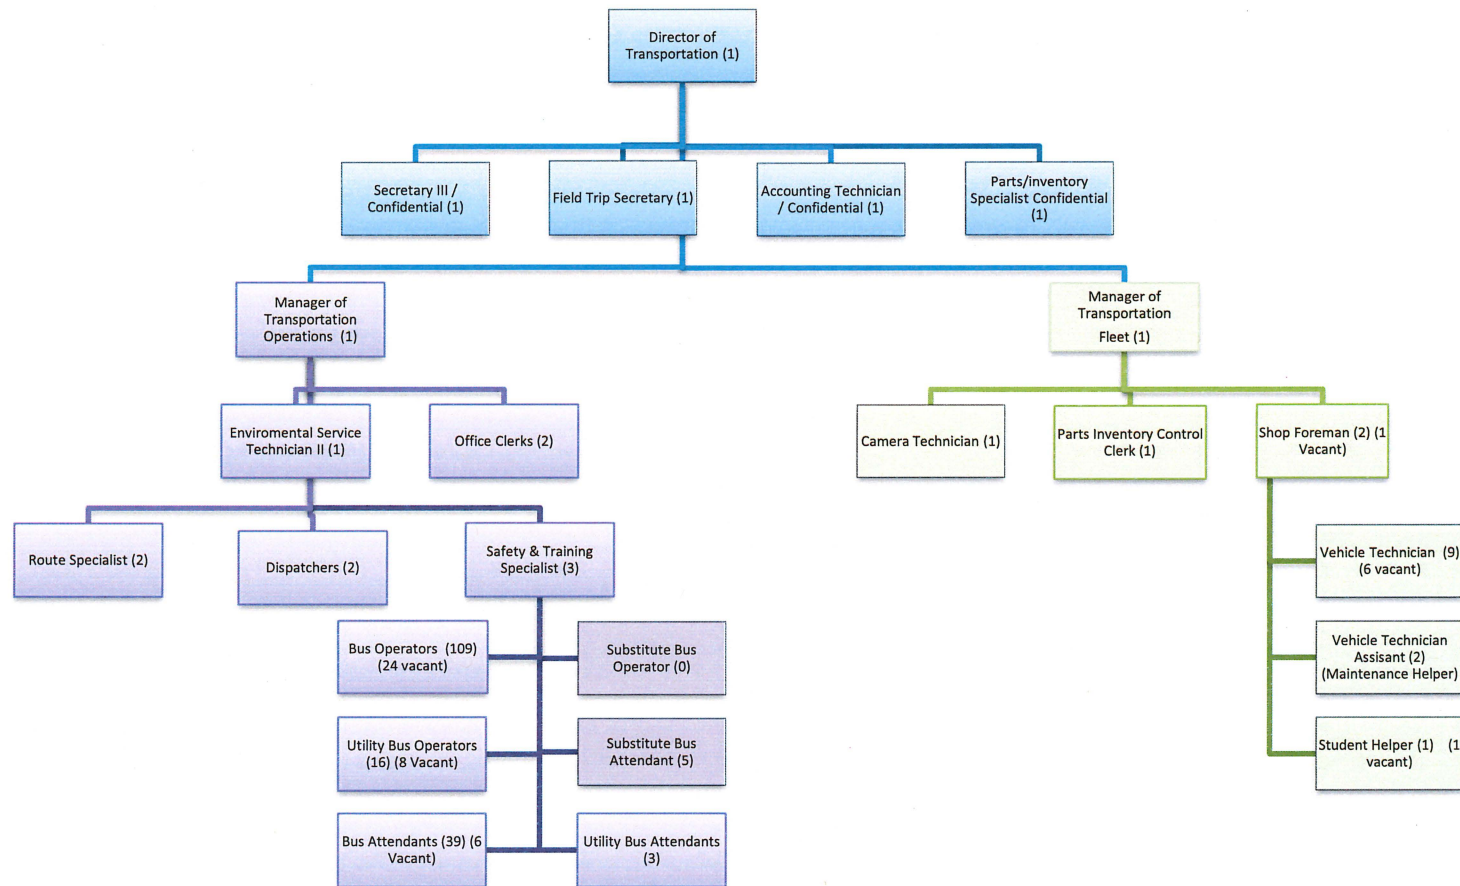 Director of
Transportation (1)
Secretary III /
Confidential (1)
Field Trip Secretary (1)
Accounting Technician
/ Confidential (1)
Parts/inventory
Specialist Confidential
(1)
Manager of
Transportation
Operations (1)
Manager of
Transportation
Fleet (1)
Enviromental Service
Technician II (1)
Office Clerks (2)
Camera Technician (1)
Parts Inventory Control
Clerk (1)
Shop Foreman (2) (1
Vacant)
Route Specialist (2)
Dispatchers (2)
Safety & Training
Specialist (3)
Vehicle Technician (9)
(6 vacant)
Bus Operators (109)
(24 vacant)
Substitute Bus
Operator (0)
Vehicle Technician
Assisant (2)
(Maintenance Helper)
Utility Bus Operators
(16) (8 Vacant)
Substitute Bus
Attendant (5)
Student Helper (1) (1
vacant)
Bus Attendants (39) (6
Vacant)
Utility Bus Attendants
(3)